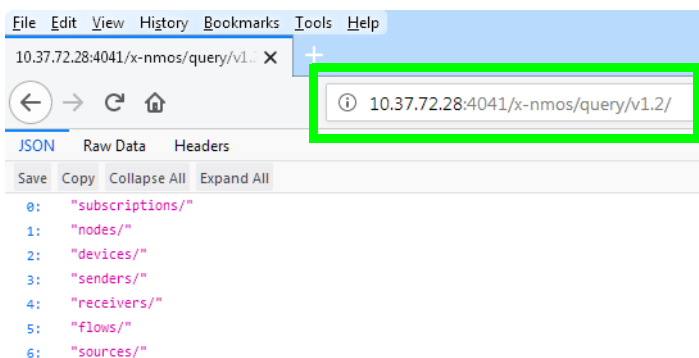 File Edit View History Bookmarks Tools Help
10.37.72.28:4041/x-nmos/query/v1.2
10.37.72.28:4041/x-nmos/query/v1.2/
JSON Raw Data Headers
Save Copy Collapse All Expand All
0: "subscriptions/"
1: "nodes/"
2: "devices/"
3: "senders/"
4: "receivers/"
5: "flows/"
6: "sources/"